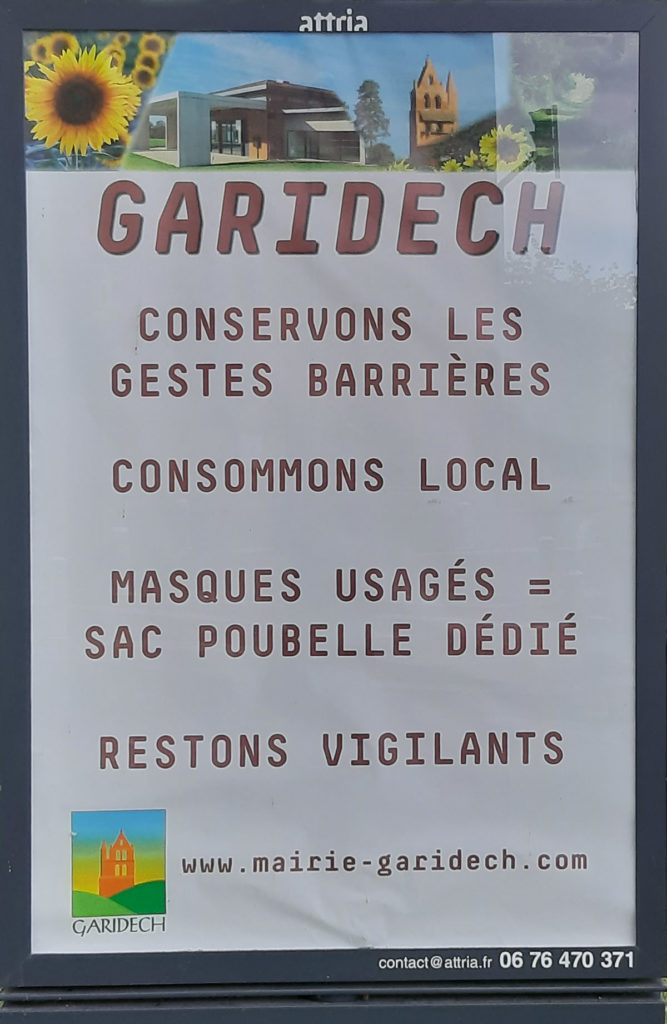 attria
GARIDECH
CONSERVONS LES
GESTES BARRIÈRES
CONSOMMONS LOCAL
MASQUES USAGÉS =
SAC POUBELLE DÉDIÉ
RESTONS VIGILANTS
www.mairie-garidech.com
GARIDECH
contact@attria.fr 06 76 470 371